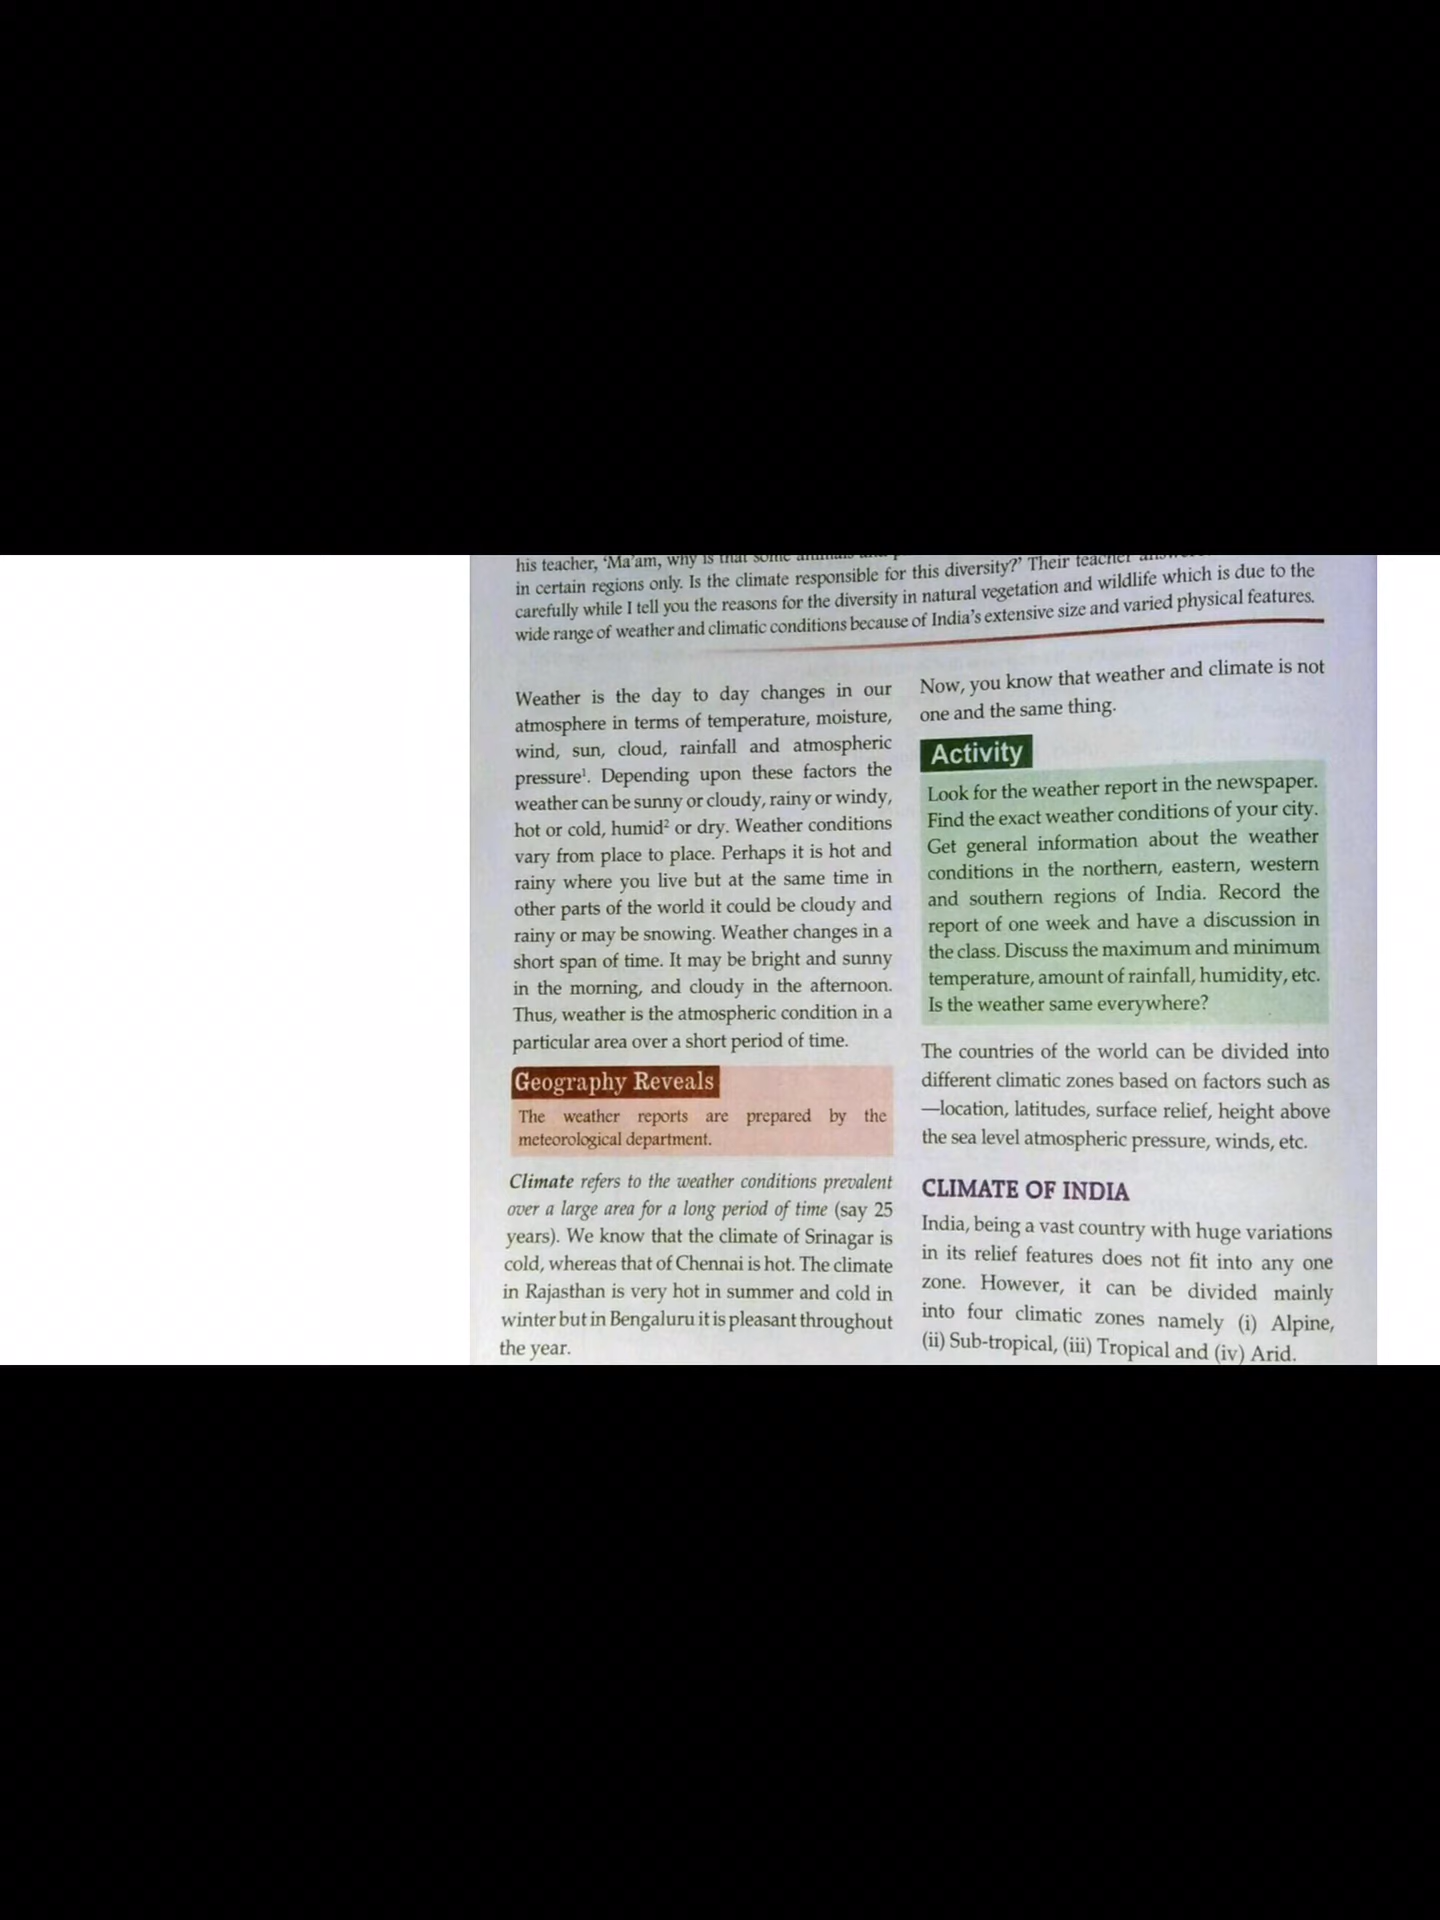 his teacher, 'Ma'am, why is that some animals
in certain regions only. Is the climate responsible for this diversity?' Their teacher
carefully while I tell you the reasons for the diversity in natural vegetation and wildlife which is due to the
wide range of weather and climatic conditions because of India's extensive size and varied physical features.
Weather is the day to day changes in our
atmosphere in terms of temperature, moisture,
wind, sun, cloud, rainfall and atmospheric
pressure¹. Depending upon these factors the
weather can be sunny or cloudy, rainy or windy,
hot or cold, humid² or dry. Weather conditions
vary from place to place. Perhaps it is hot and
rainy where you live but at the same time in
other parts of the world it could be cloudy and
rainy or may be snowing. Weather changes in a
short span of time. It may be bright and sunny
in the morning, and cloudy in the afternoon.
Thus, weather is the atmospheric condition in a
particular area over a short period of time.
Geography Reveals
The weather reports are prepared by the
meteorological department.
Climate refers to the weather conditions prevalent
over a large area for a long period of time (say 25
years). We know that the climate of Srinagar is
cold, whereas that of Chennai is hot. The climate
in Rajasthan is very hot in summer and cold in
winter but in Bengaluru it is pleasant throughout
the year.
Now, you know that weather and climate is not
one and the same thing.
Activity
Look for the weather report in the newspaper.
Find the exact weather conditions of your city.
Get general information about the weather
conditions in the northern, eastern, western
and southern regions of India. Record the
report of one week and have a discussion in
the class. Discuss the maximum and minimum
temperature, amount of rainfall, humidity, etc.
Is the weather same everywhere?
The countries of the world can be divided into
different climatic zones based on factors such as
—location, latitudes, surface relief, height above
the sea level atmospheric pressure, winds, etc.
CLIMATE OF INDIA
India, being a vast country with huge variations
in its relief features does not fit into any one
zone. However, it can be divided mainly
into four climatic zones namely (i) Alpine,
(ii) Sub-tropical, (iii) Tropical and (iv) Arid.